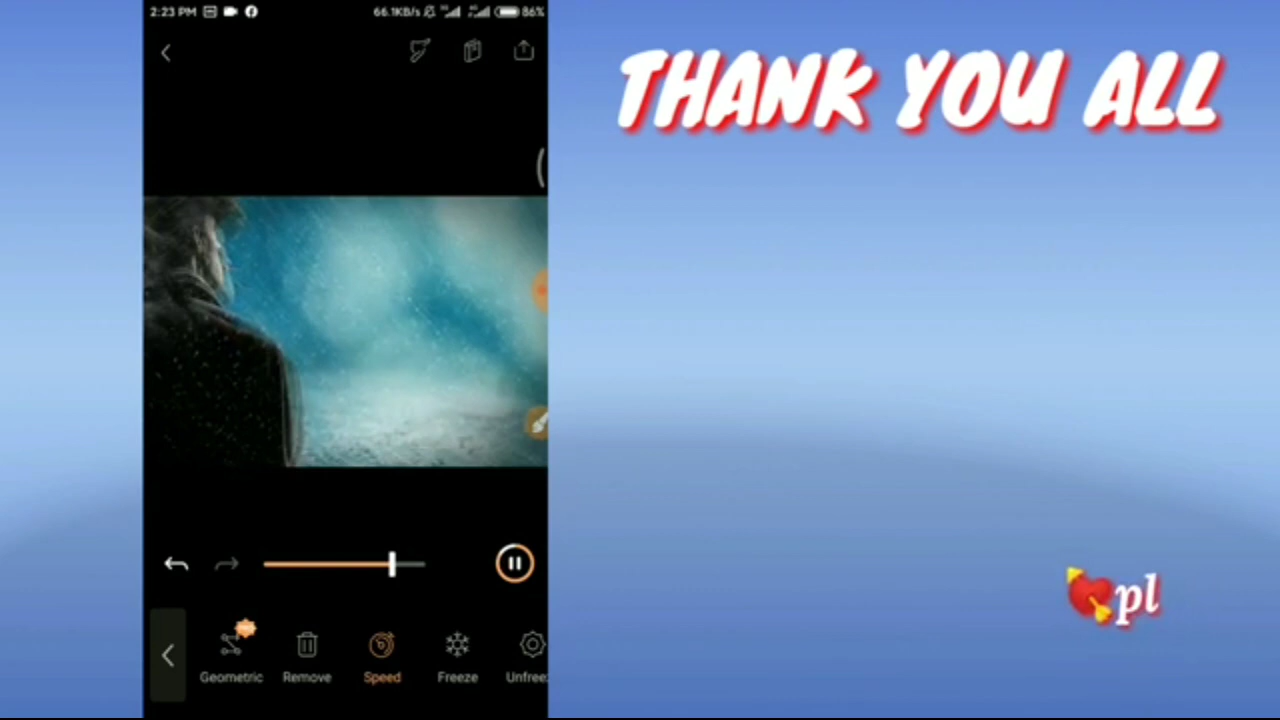 2:23 PM 66.1KB/s 86%
THANK YOU ALL
pl
Geometric Remove Speed Freeze Unfree